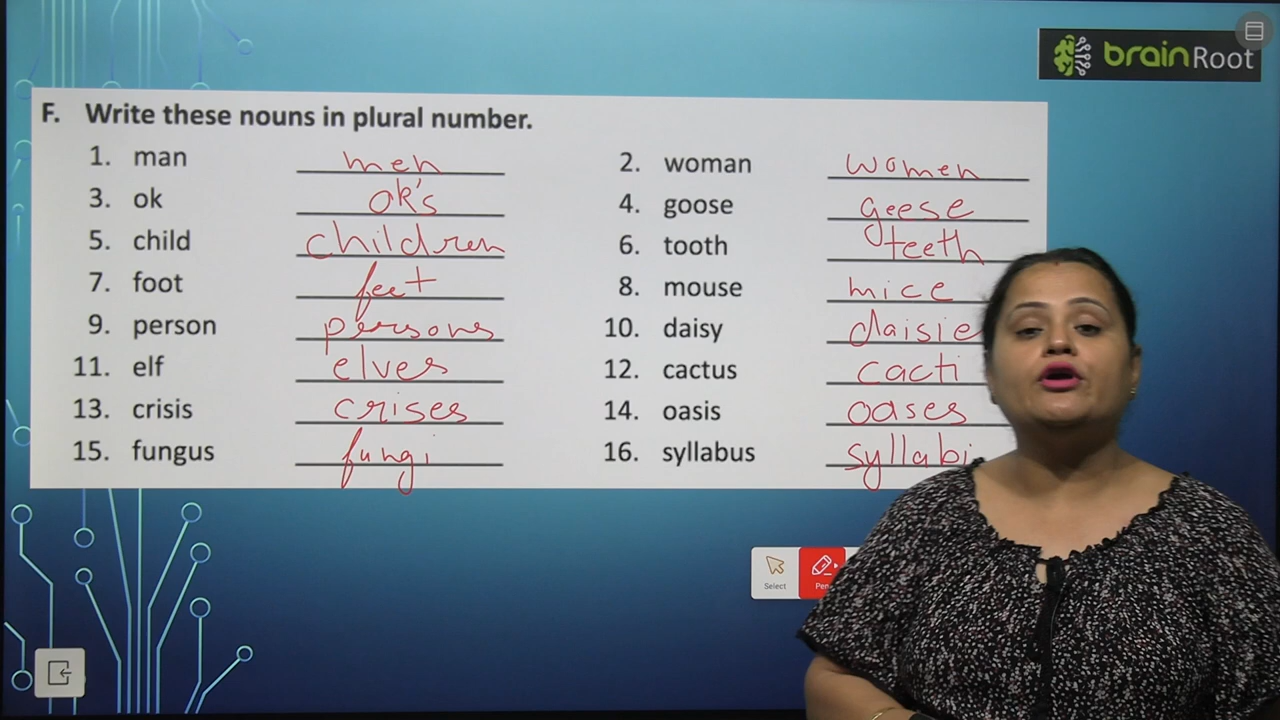 brainRoot
F. Write these nouns in plural number.
1. man men 2. woman women
3. ok ok's 4. goose geese
5. child children 6. tooth teeth
7. foot feet 8. mouse mice
9. person persons 10. daisy daisie
11. elf elves 12. cactus cacti
13. crisis crises 14. oasis oases
15. fungus fungi 16. syllabus syllabi
Select Pen